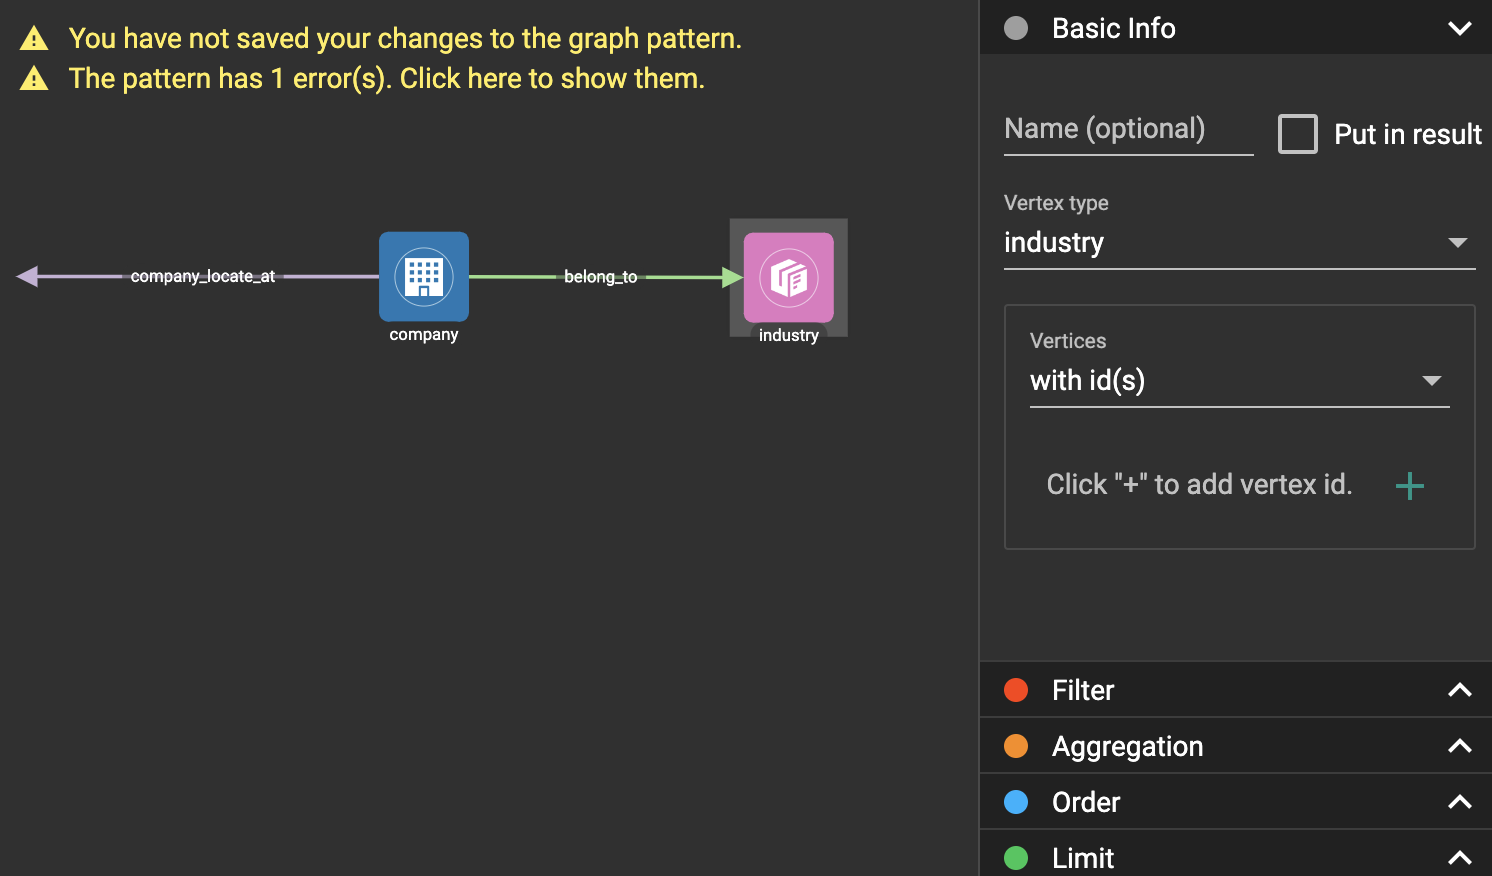 You have not saved your changes to the graph pattern.
The pattern has 1 error(s). Click here to show them.
company_locate_at
belong_to
company
industry
Basic Info
Name (optional)
Put in result
Vertex type
industry
Vertices
with id(s)
Click "+" to add vertex id.
Filter
Aggregation
Order
Limit